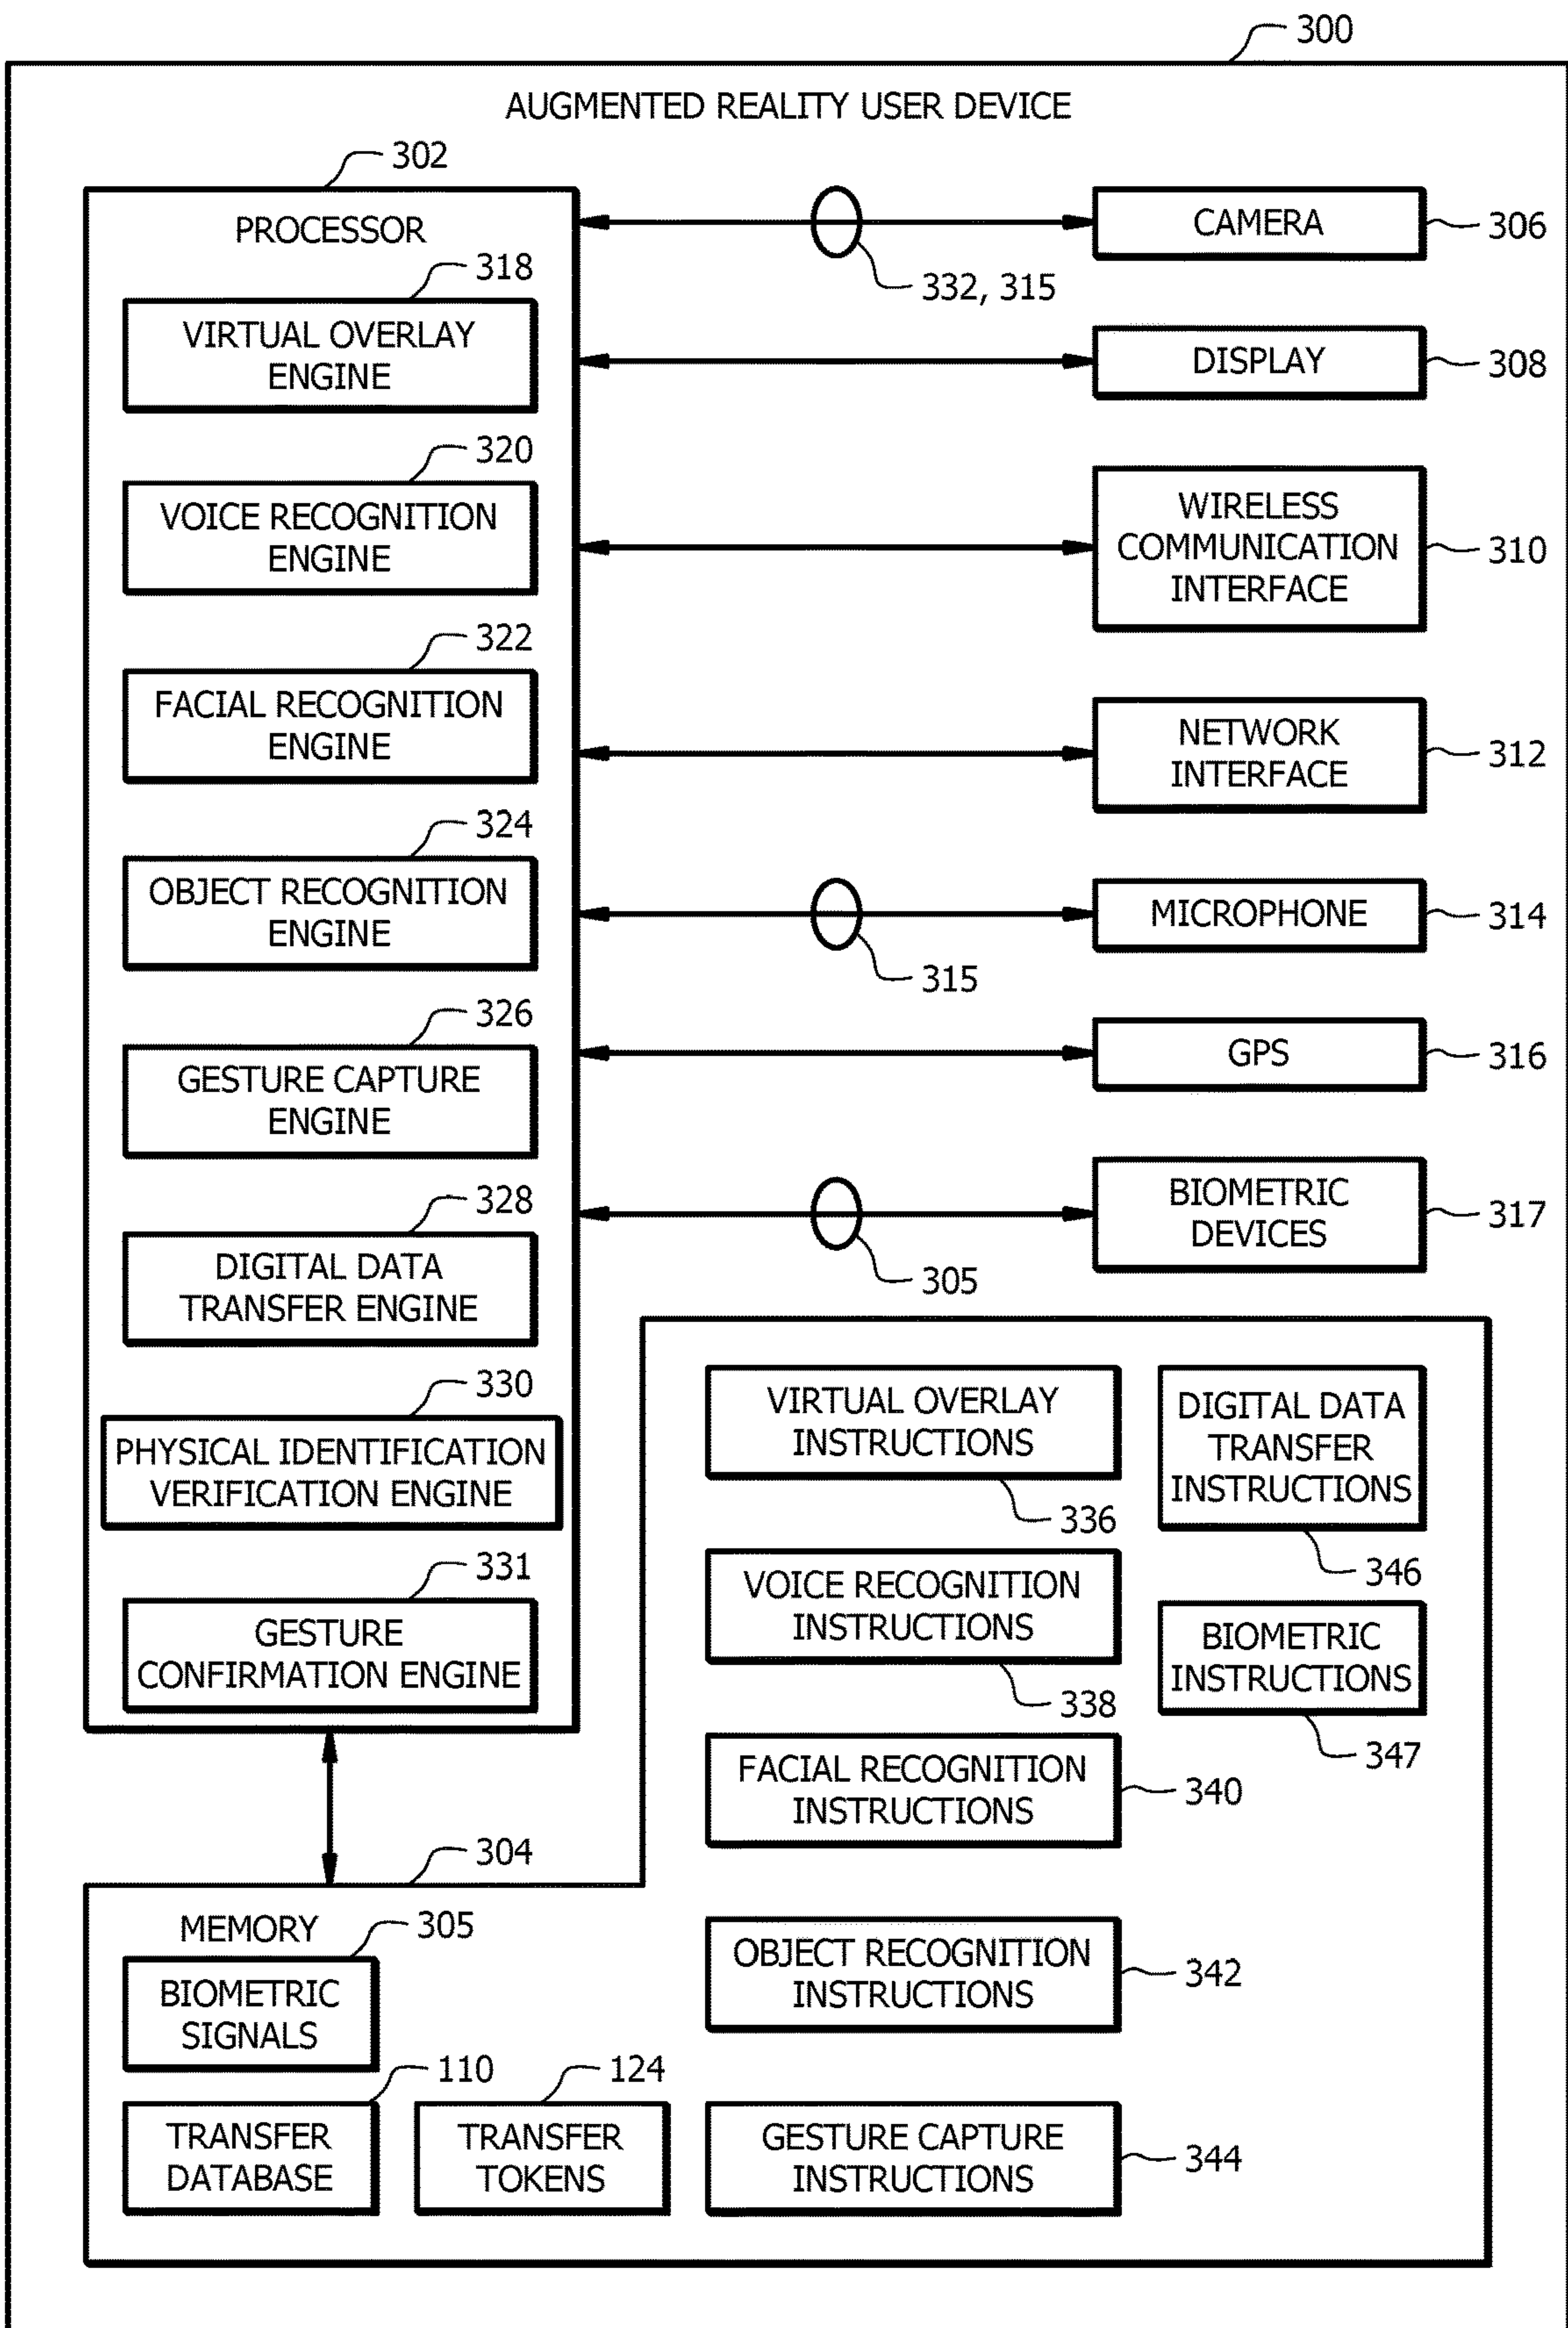 300
AUGMENTED REALITY USER DEVICE
302
PROCESSOR
318
VIRTUAL OVERLAY
ENGINE
320
VOICE RECOGNITION
ENGINE
322
FACIAL RECOGNITION
ENGINE
324
OBJECT RECOGNITION
ENGINE
326
GESTURE CAPTURE
ENGINE
328
DIGITAL DATA
TRANSFER ENGINE
330
PHYSICAL IDENTIFICATION
VERIFICATION ENGINE
331
GESTURE
CONFIRMATION ENGINE
CAMERA
306
332, 315
DISPLAY
308
WIRELESS
COMMUNICATION
INTERFACE
310
NETWORK
INTERFACE
312
MICROPHONE
314
315
GPS
316
BIOMETRIC
DEVICES
317
305
304
MEMORY
305
BIOMETRIC
SIGNALS
110
TRANSFER
DATABASE
124
TRANSFER
TOKENS
VIRTUAL OVERLAY
INSTRUCTIONS
336
VOICE RECOGNITION
INSTRUCTIONS
338
FACIAL RECOGNITION
INSTRUCTIONS
340
OBJECT RECOGNITION
INSTRUCTIONS
342
GESTURE CAPTURE
INSTRUCTIONS
344
DIGITAL DATA
TRANSFER
INSTRUCTIONS
346
BIOMETRIC
INSTRUCTIONS
347